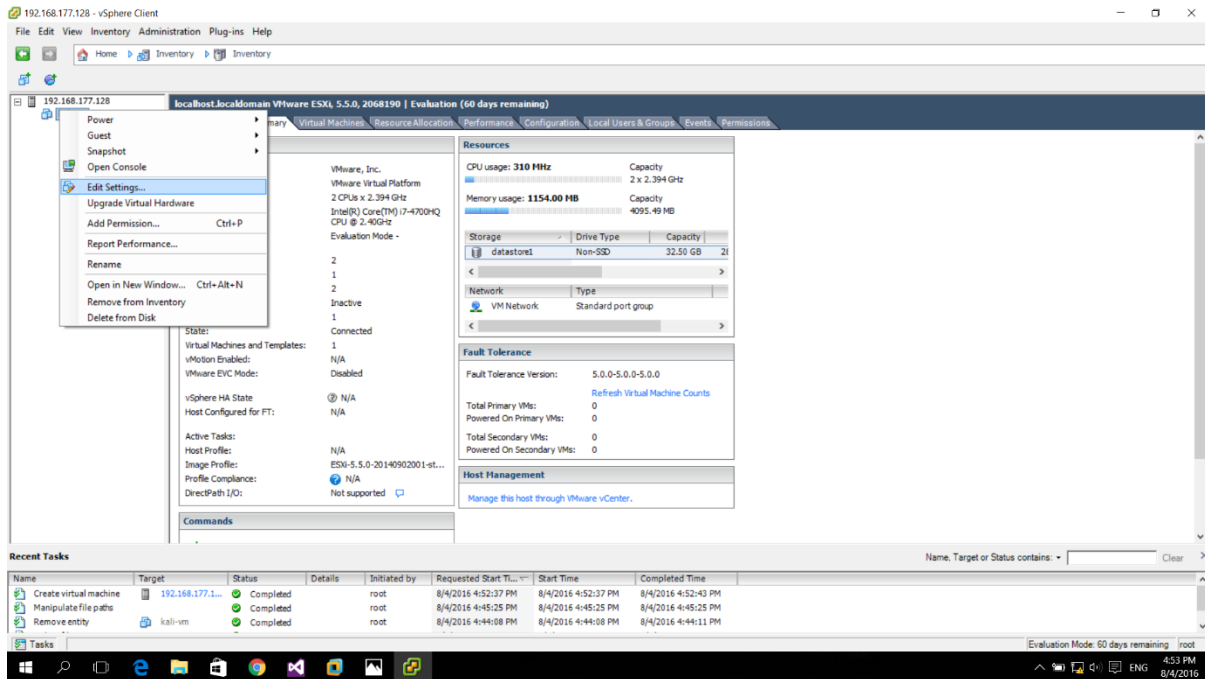 192.168.177.128 - vSphere Client
File Edit View Inventory Administration Plug-ins Help
Home Inventory Inventory
192.168.177.128
localhost.localdomain VMware ESXi, 5.5.0, 2068190 | Evaluation (60 days remaining)
mary Virtual Machines Resource Allocation Performance Configuration Local Users & Groups Events Permissions
Power
Guest
Snapshot
Open Console
Edit Settings...
Upgrade Virtual Hardware
Add Permission... Ctrl+P
Report Performance...
Rename
Open in New Window... Ctrl+Alt+N
Remove from Inventory
Delete from Disk
VMware, Inc.
VMware Virtual Platform
2 CPUs x 2.394 GHz
Intel(R) Core(TM) i7-4700HQ
CPU @ 2.40GHz
Evaluation Mode -
2
1
2
Inactive
1
State: Connected
Virtual Machines and Templates: 1
vMotion Enabled: N/A
VMware EVC Mode: Disabled
vSphere HA State N/A
Host Configured for FT: N/A
Active Tasks:
Host Profile: N/A
Image Profile: ESXi-5.5.0-20140902001-st...
Profile Compliance: N/A
DirectPath I/O: Not supported
Commands
Resources
CPU usage: 310 MHz Capacity
2 x 2.394 GHz
Memory usage: 1154.00 MB Capacity
4095.49 MB
Storage Drive Type Capacity
datastore1 Non-SSD 32.50 GB 28
Network Type
VM Network Standard port group
Fault Tolerance
Fault Tolerance Version: 5.0.0-5.0.0-5.0.0
Refresh Virtual Machine Counts
Total Primary VMs: 0
Powered On Primary VMs: 0
Total Secondary VMs: 0
Powered On Secondary VMs: 0
Host Management
Manage this host through VMware vCenter.
Recent Tasks
Name, Target or Status contains: Clear
Name Target Status Details Initiated by Requested Start Ti... Start Time Completed Time
Create virtual machine 192.168.177.1... Completed root 8/4/2016 4:52:37 PM 8/4/2016 4:52:37 PM 8/4/2016 4:52:43 PM
Manipulate file paths Completed root 8/4/2016 4:45:25 PM 8/4/2016 4:45:25 PM 8/4/2016 4:45:25 PM
Remove entity kali-vm Completed root 8/4/2016 4:44:08 PM 8/4/2016 4:44:08 PM 8/4/2016 4:44:11 PM
Tasks
Evaluation Mode: 60 days remaining root
ENG
4:53 PM
8/4/2016